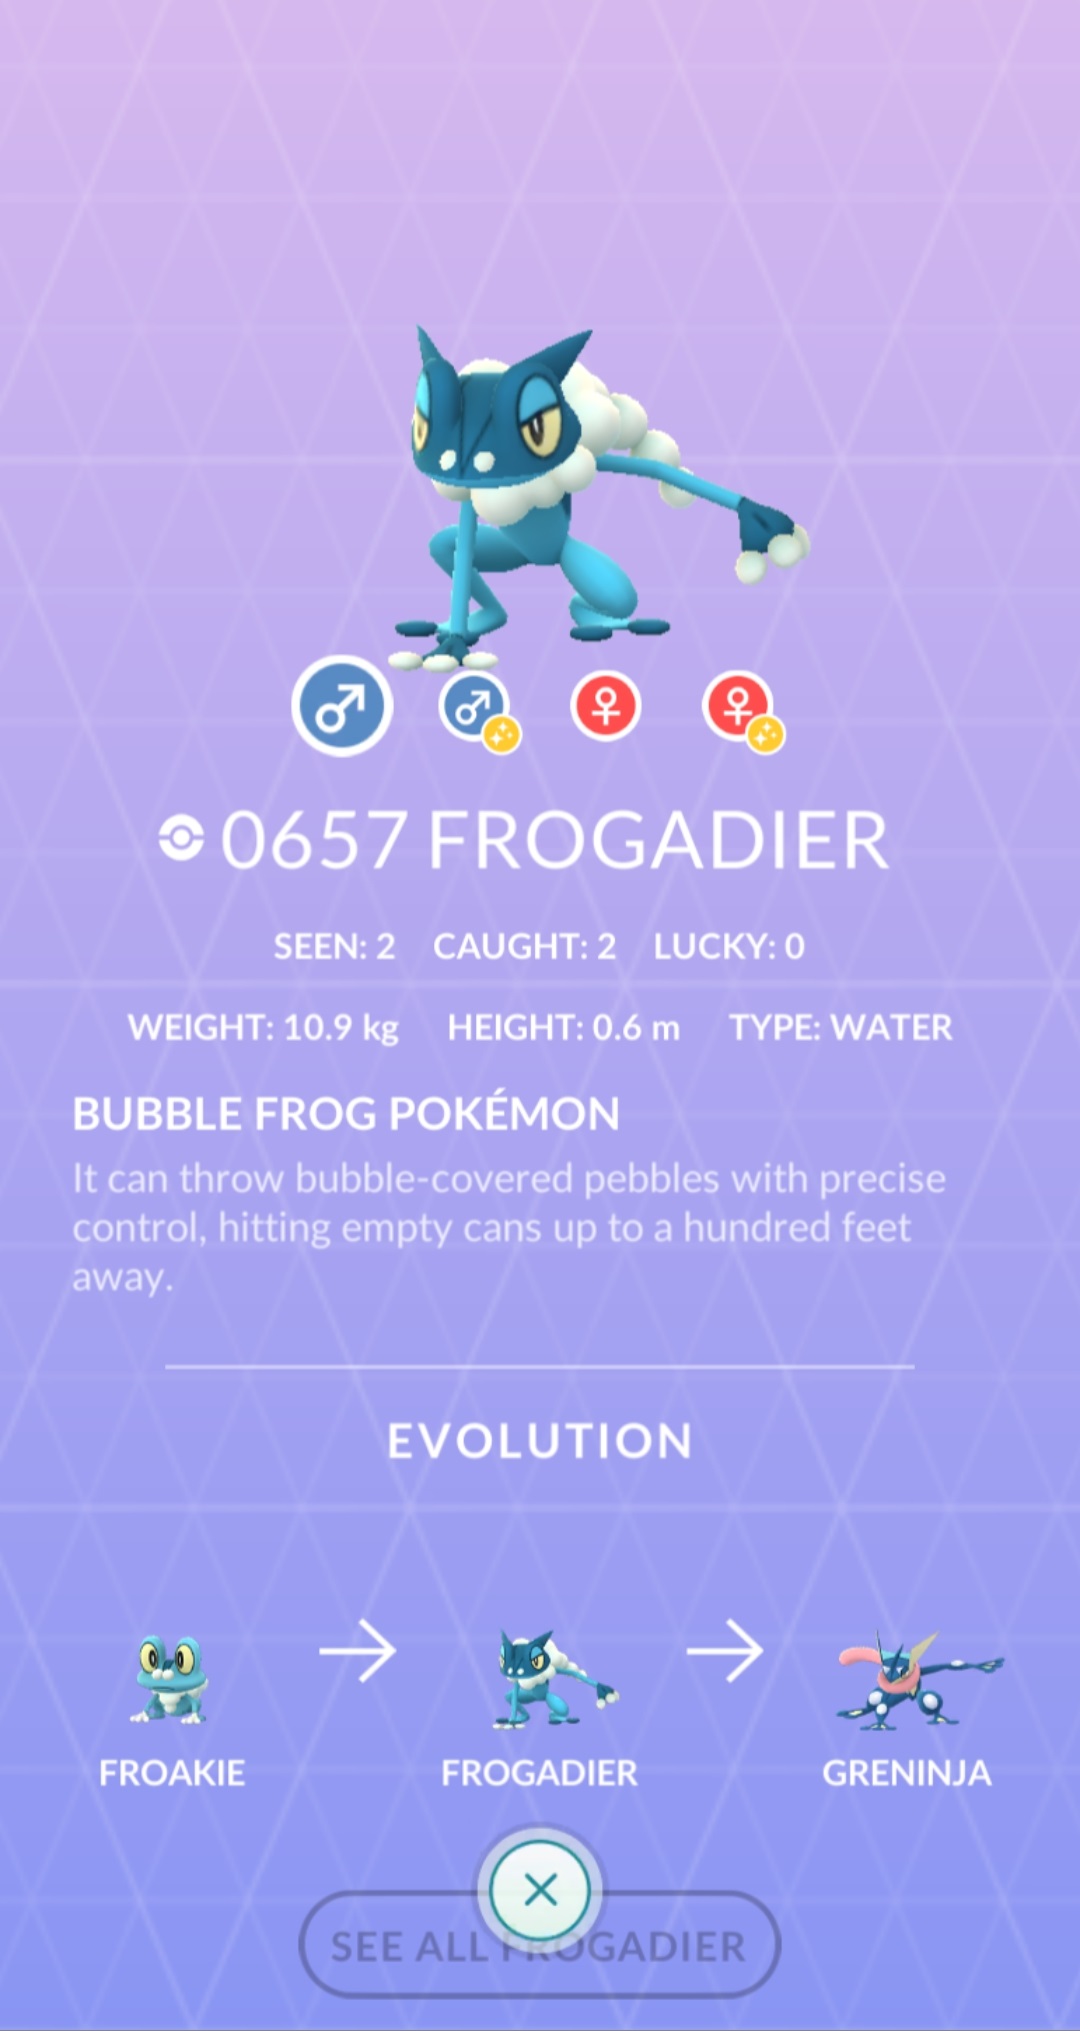 0657 FROGADIER
SEEN: 2 CAUGHT: 2 LUCKY: 0
WEIGHT: 10.9 kg HEIGHT: 0.6 m TYPE: WATER
BUBBLE FROG POKÉMON
It can throw bubble-covered pebbles with precise
control, hitting empty cans up to a hundred feet
away.
EVOLUTION
FROAKIE FROGADIER GRENINJA
SEE ALL FROGADIER